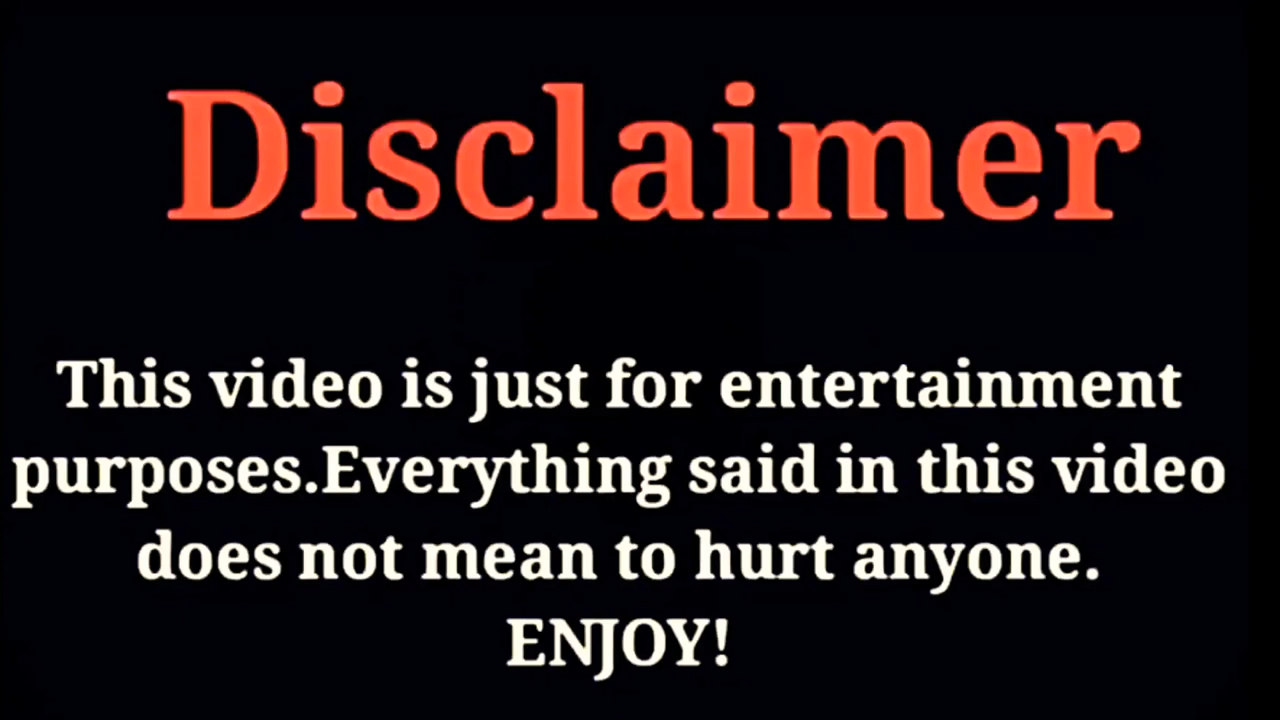 Disclaimer
This video is just for entertainment
purposes.Everything said in this video
does not mean to hurt anyone.
ENJOY!